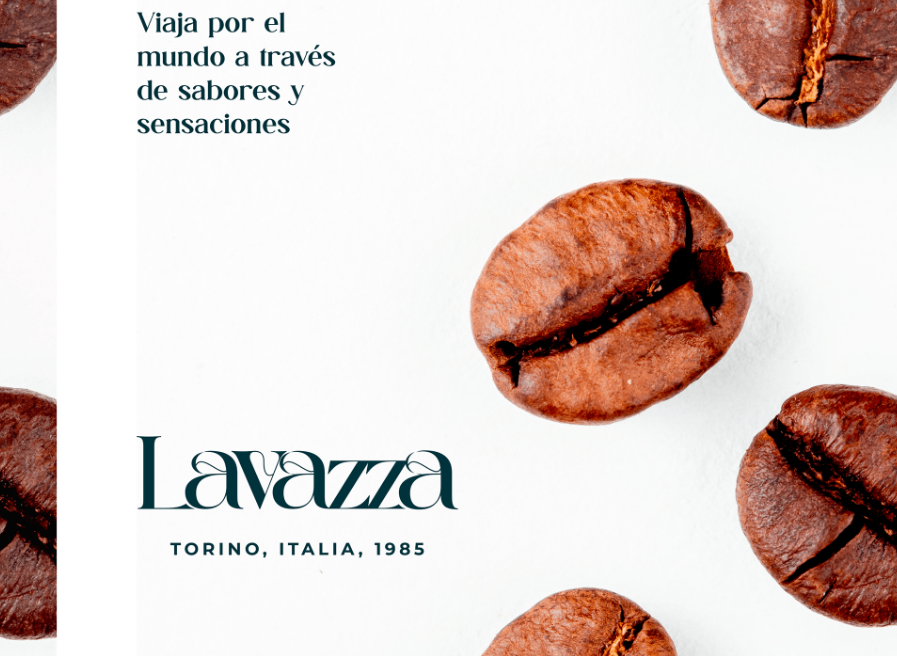 Viaja por el
mundo a través
de sabores y
sensaciones
Lavazza
TORINO, ITALIA, 1985